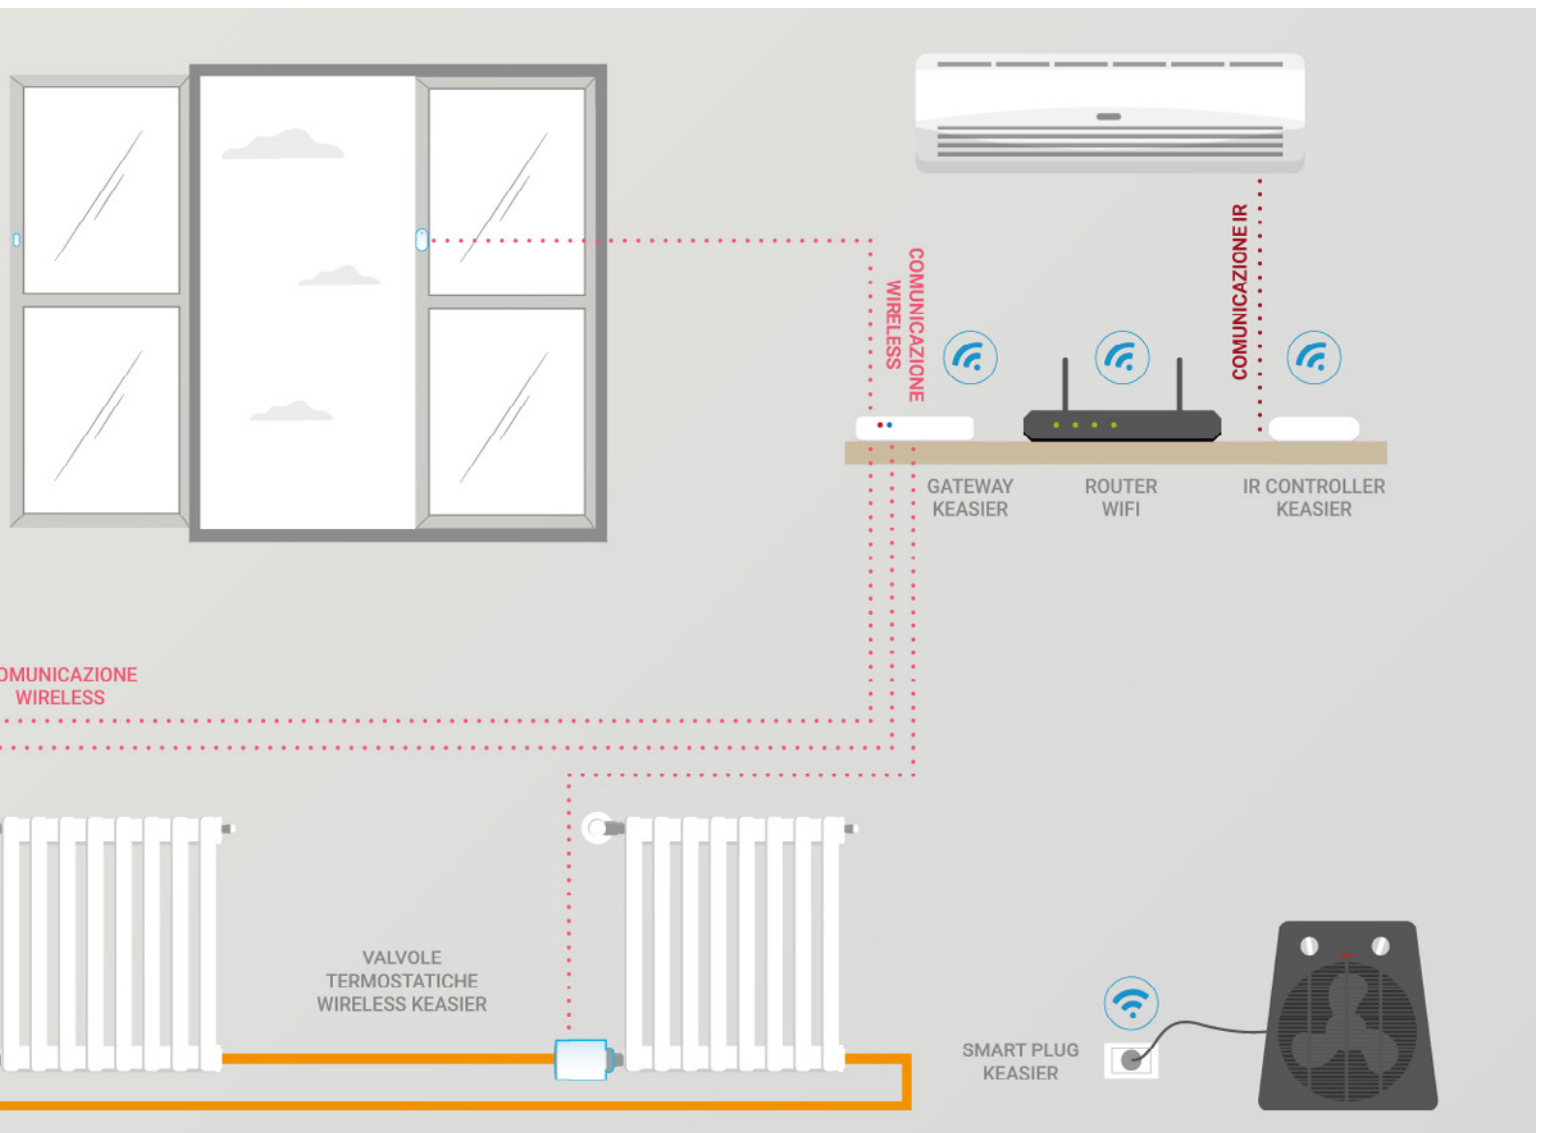 COMUNICAZIONE
WIRELESS
COMUNICAZIONE IR
GATEWAY
KEASIER
ROUTER
WIFI
IR CONTROLLER
KEASIER
OMUNICAZIONE
WIRELESS
VALVOLE
TERMOSTATICHE
WIRELESS KEASIER
SMART PLUG
KEASIER